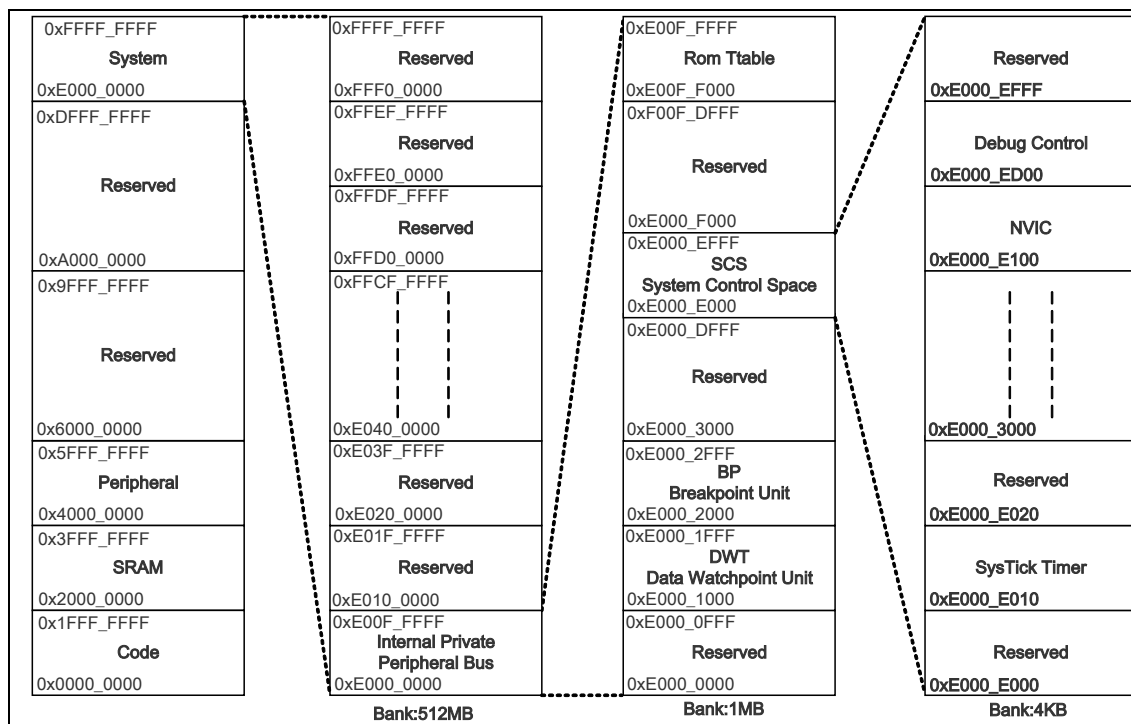 0xFFFF_FFFF
System
0xE000_0000
0xDFFF_FFFF
Reserved
0xA000_0000
0x9FFF_FFFF
Reserved
0x6000_0000
0x5FFF_FFFF
Peripheral
0x4000_0000
0x3FFF_FFFF
SRAM
0x2000_0000
0x1FFF_FFFF
Code
0x0000_0000
0xFFFF_FFFF
Reserved
0xFFF0_0000
0xFFEF_FFFF
Reserved
0xFFE0_0000
0xFFDF_FFFF
Reserved
0xFFD0_0000
0xFFCF_FFFF
0xE040_0000
0xE03F_FFFF
Reserved
0xE020_0000
0xE01F_FFFF
Reserved
0xE010_0000
0xE00F_FFFF
Internal Private
Peripheral Bus
0xE000_0000
Bank:512MB
0xE00F_FFFF
Rom Ttable
0xE00F_F000
0xF00F_DFFF
Reserved
0xE000_F000
0xE000_EFFF
SCS
System Control Space
0xE000_E000
0xE000_DFFF
Reserved
0xE000_3000
0xE000_2FFF
BP
Breakpoint Unit
0xE000_2000
0xE000_1FFF
DWT
Data Watchpoint Unit
0xE000_1000
0xE000_0FFF
Reserved
0xE000_0000
Bank:1MB
Reserved
0xE000_EFFF
Debug Control
0xE000_ED00
NVIC
0xE000_E100
0xE000_3000
Reserved
0xE000_E020
SysTick Timer
0xE000_E010
Reserved
0xE000_E000
Bank:4KB